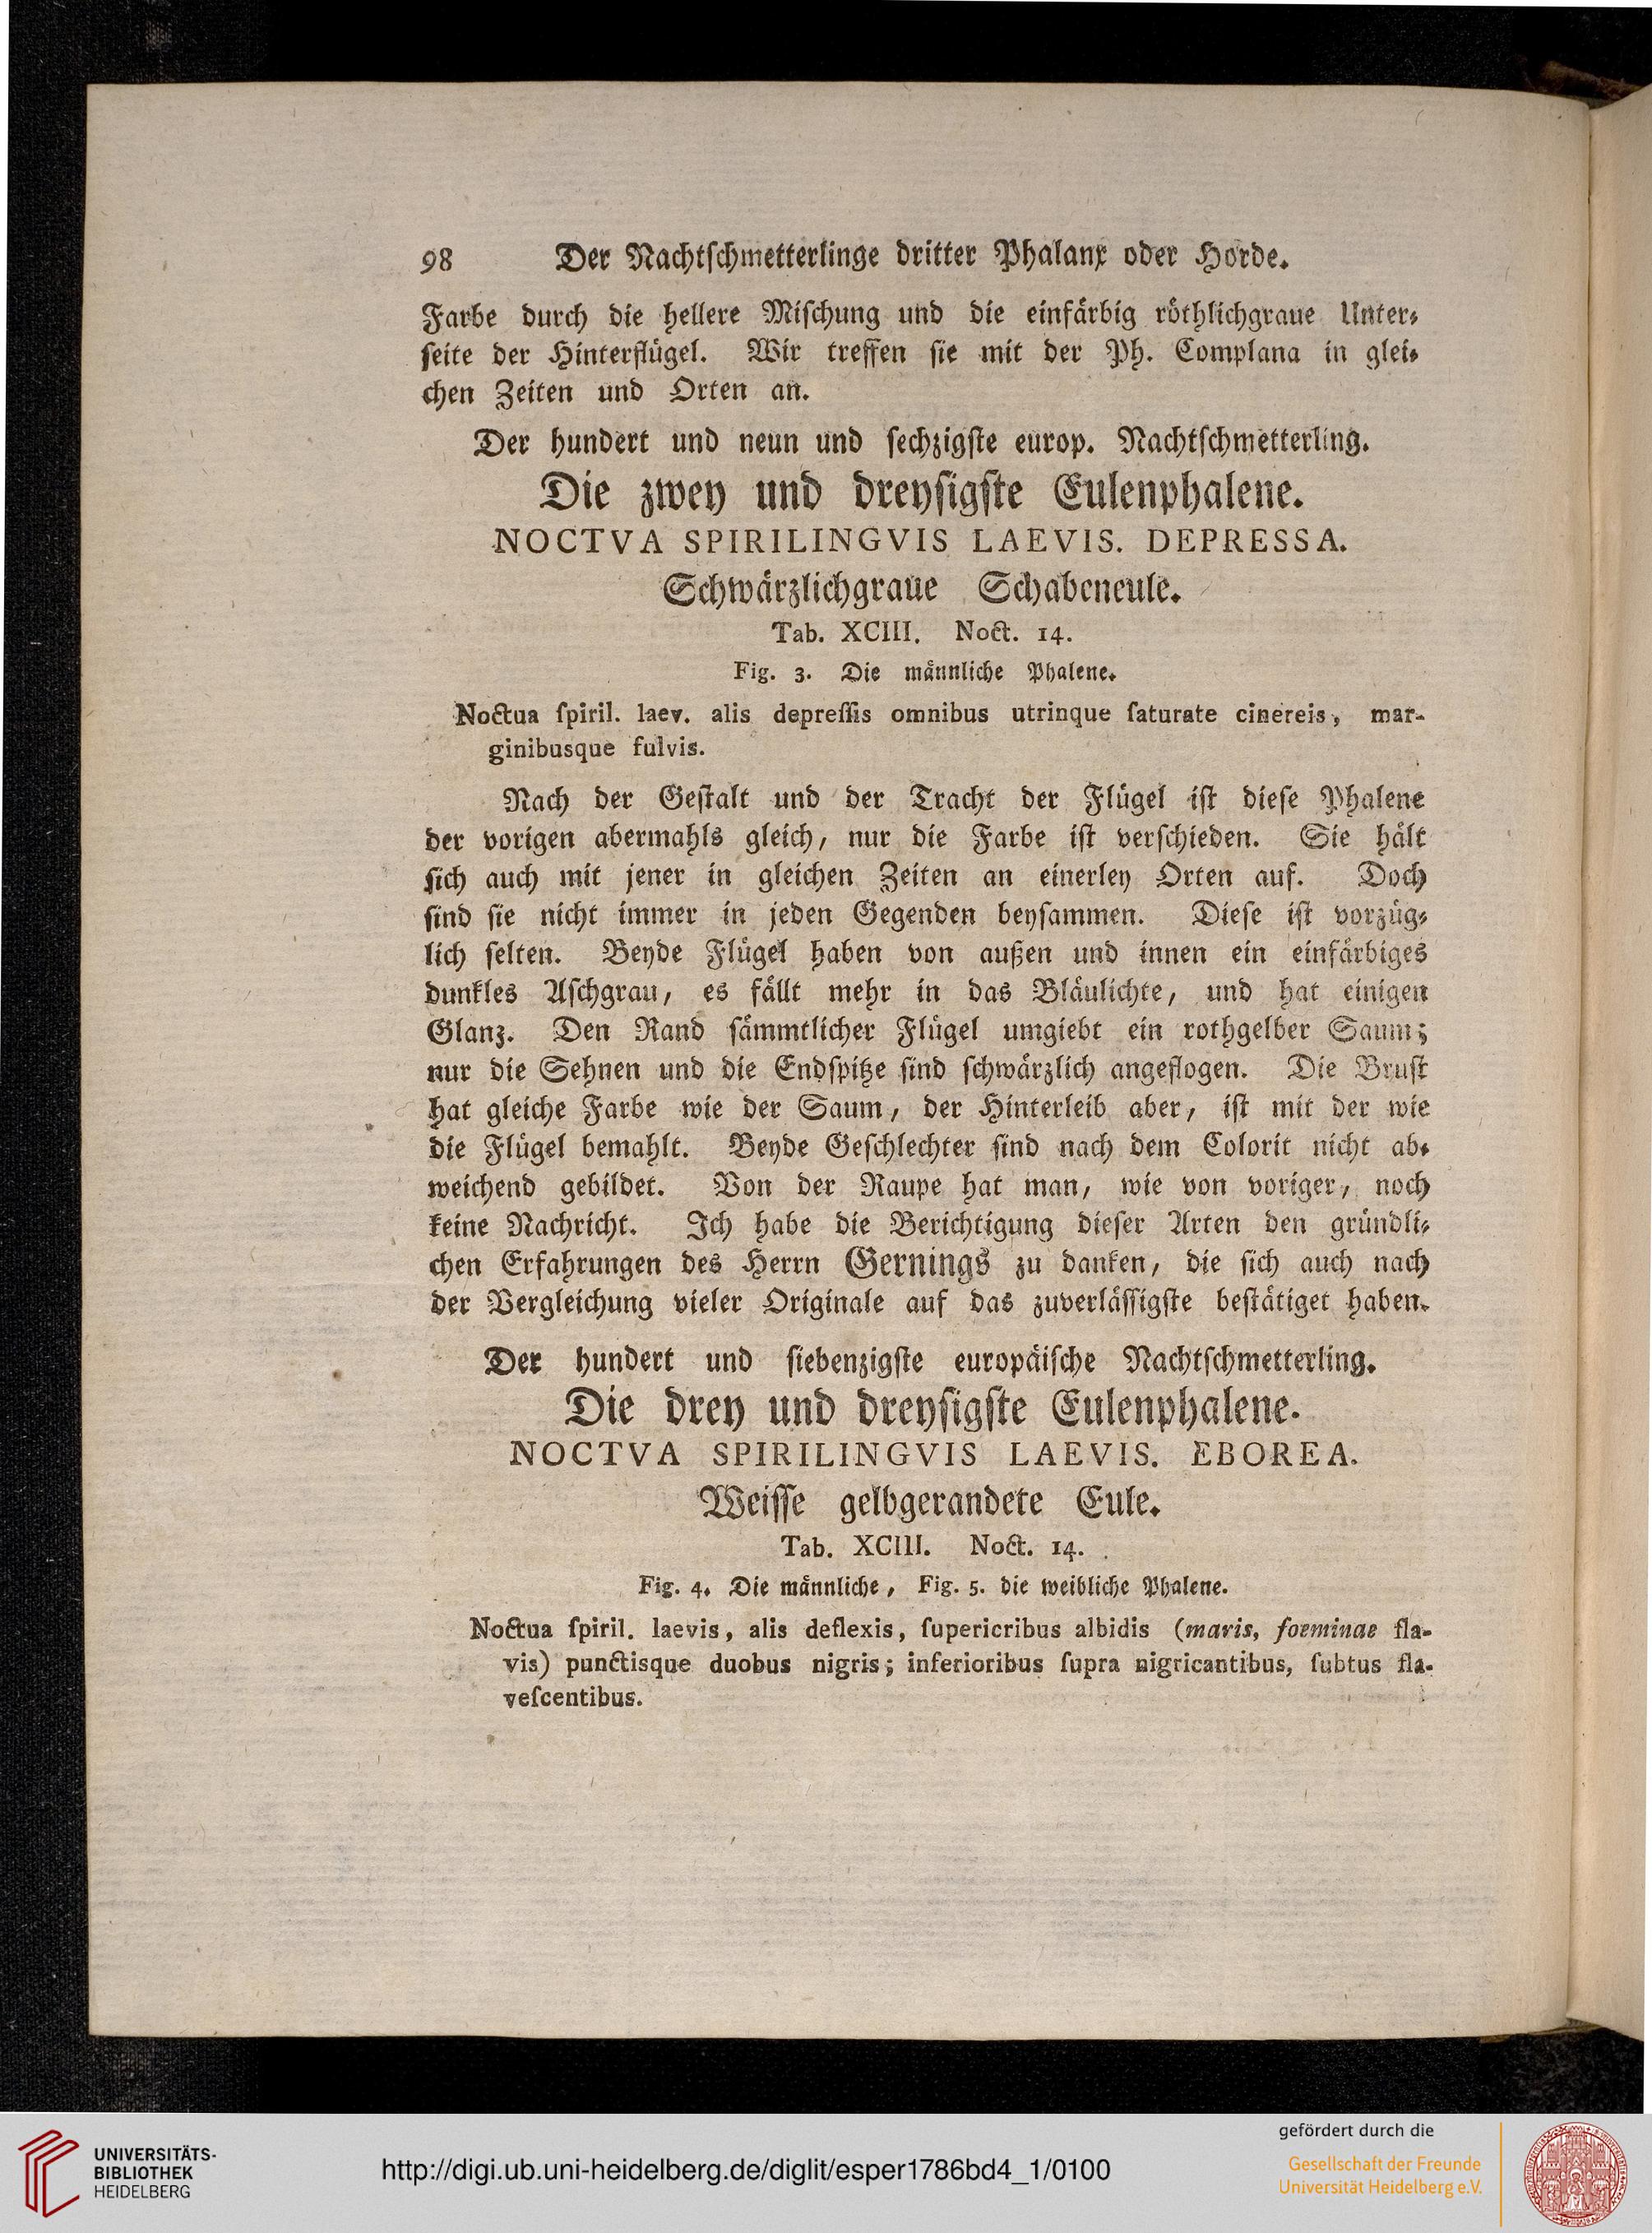 98 Der Nachtſchmetterlinge dritter Phalanx oder Horde.
Farbe durch die hellere Miſchung und die einfärbig röthlichgraue Unter⸗
ſeite der Hinterflügel. Wir treffen ſie mit der Ph. Complana in glei⸗
chen Zeiten und Orten an.
Der hundert und neun und ſechzigſte europ. Nachtſchmetterling.
Die zwey und dreyſigſte Eulenphalene.
NOCTVA SPIRILINGVIS LAEVIS. DEPRESSA.
Schwärzlichgraue Schabeneule.
Tab. XCIII. Noct. 14.
Fig. 3. Die männliche Phalene.
Noctua ſpiril. laev. alis depreſſis omnibus utrinque ſaturate cinereis, mar-
ginibusque fulvis.
Nach der Geſtalt und der Tracht der Flügel iſt dieſe Phalene
der vorigen abermahls gleich, nur die Farbe iſt verſchieden. Sie hält
ſich auch mit jener in gleichen Zeiten an einerley Orten auf. Doch
ſind ſie nicht immer in jeden Gegenden beyſammen. Dieſe iſt vorzüg⸗
lich ſelten. Beyde Flügel haben von außen und innen ein einfärbiges
dunkles Aſchgrau, es fällt mehr in das Bläulichte, und hat einigen
Glanz. Den Rand ſämmtlicher Flügel umgiebt ein rothgelber Saum;
nur die Sehnen und die Endſpitze ſind ſchwärzlich angeflogen. Die Bruſt
hat gleiche Farbe wie der Saum, der Hinterleib aber, iſt mit der wie
die Flügel bemahlt. Beyde Geſchlechter ſind nach dem Colorit nicht ab⸗
weichend gebildet. Von der Raupe hat man, wie von voriger, noch
keine Nachricht. Ich habe die Berichtigung dieſer Arten den gründli⸗
chen Erfahrungen des Herrn Gernings zu danken, die ſich auch nach
der Vergleichung vieler Originale auf das zuverläſſigſte beſtätiget haben.
Der hundert und ſiebenzigſte europäiſche Nachtſchmetterling.
Die drey und dreyſigſte Eulenphalene.
NOCTVA SPIRILINGVIS LAEVIS. EBOREA.
Weiſſe gelbgerandete Eule.
Tab. XCIII. Noct. 14.
Fig. 4. Die männliche, Fig. 5. die weibliche Phalene.
Noctua ſpiril. laevis, alis deflexis, ſupericribus albidis (maris, foeminae fla-
vis) punctisque duobus nigris; inferioribus ſupra nigricantibus, ſubtus fla-
veſcentibus.
UNIVERSITÄTS-
BIBLIOTHEK
HEIDELBERG
http://digi.ub.uni-heidelberg.de/diglit/esper1786bd4_1/0100
gefördert durch die
Gesellschaft der Freunde
Universität Heidelberg e.V.